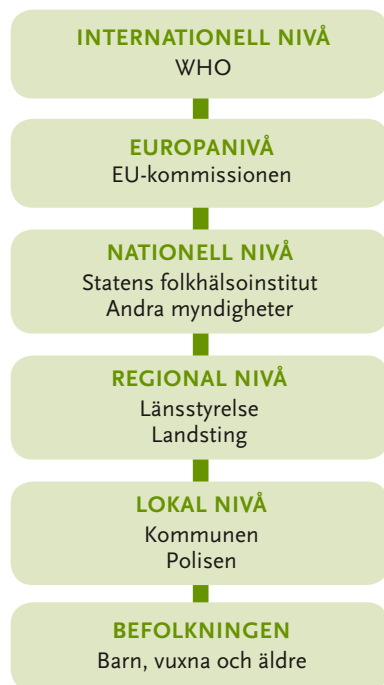 INTERNATIONELL NIVÅ
WHO
EUROPANIVÅ
EU-kommissionen
NATIONELL NIVÅ
Statens folkhälsoinstitut
Andra myndigheter
REGIONAL NIVÅ
Länsstyrelse
Landsting
LOKAL NIVÅ
Kommunen
Polisen
BEFOLKNINGEN
Barn, vuxna och äldre